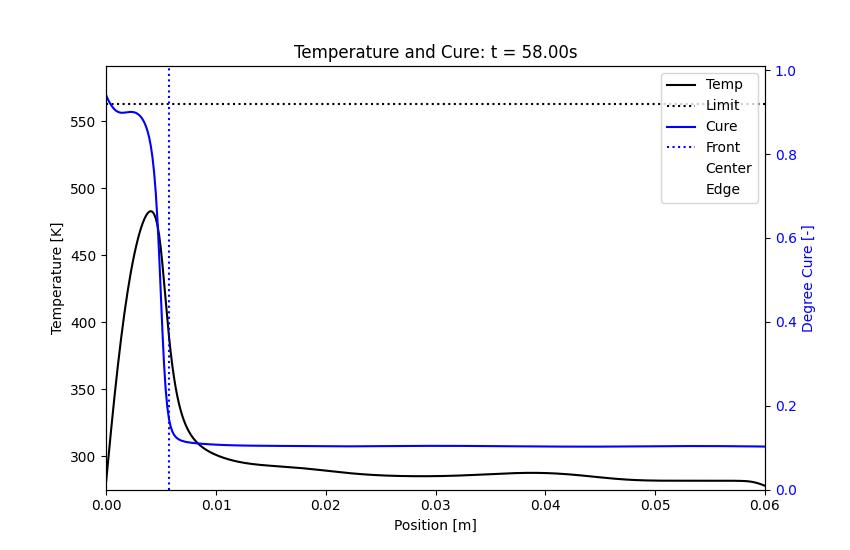 Temperature and Cure: t = 58.00s
Temp
Limit
Cure
Front
Center
Edge
Temperature [K]
550
500
450
400
350
300
Degree Cure [-]
1.0
0.8
0.6
0.4
0.2
0.0
0.00 0.01 0.02 0.03 0.04 0.05 0.06
Position [m]